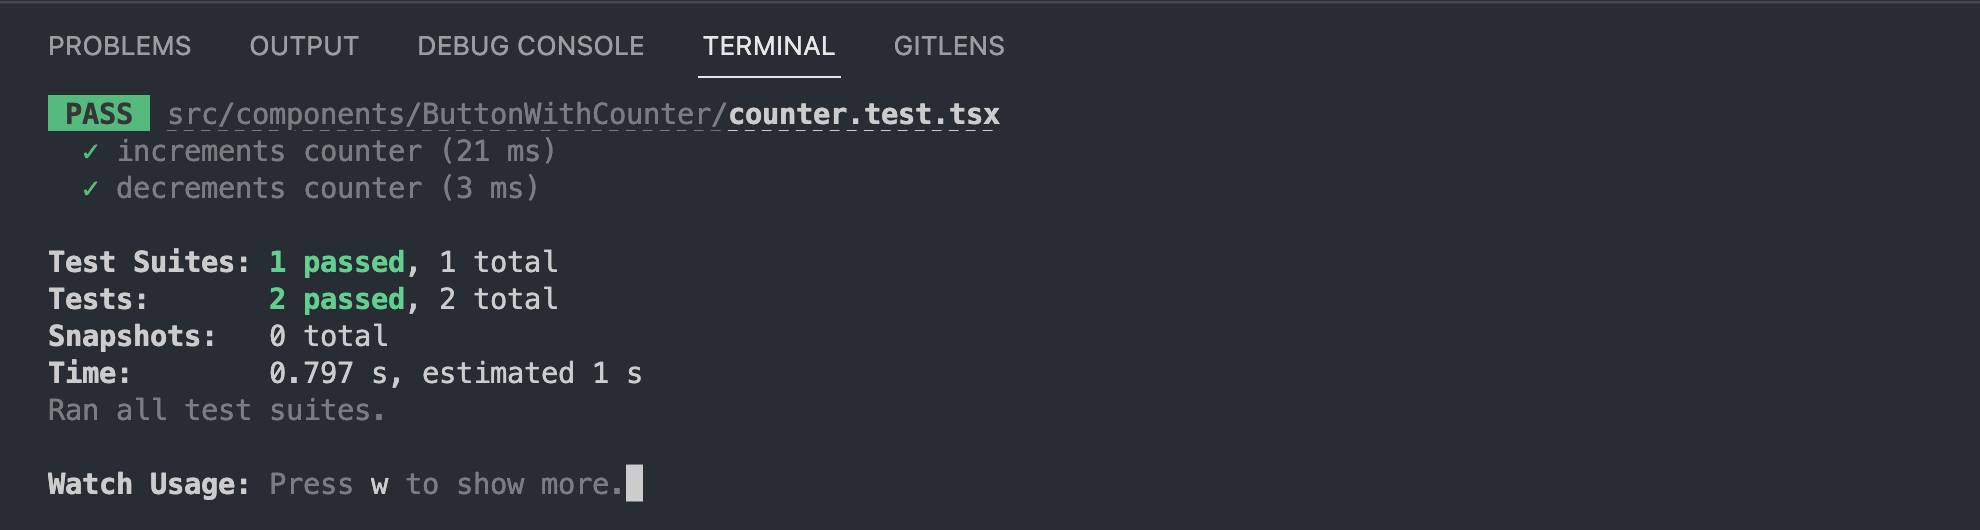 PROBLEMS OUTPUT DEBUG CONSOLE TERMINAL GITLENS
PASS src/components/ButtonWithCounter/counter.test.tsx
✓ increments counter (21 ms)
✓ decrements counter (3 ms)
Test Suites: 1 passed, 1 total
Tests: 2 passed, 2 total
Snapshots: 0 total
Time: 0.797 s, estimated 1 s
Ran all test suites.
Watch Usage: Press w to show more.